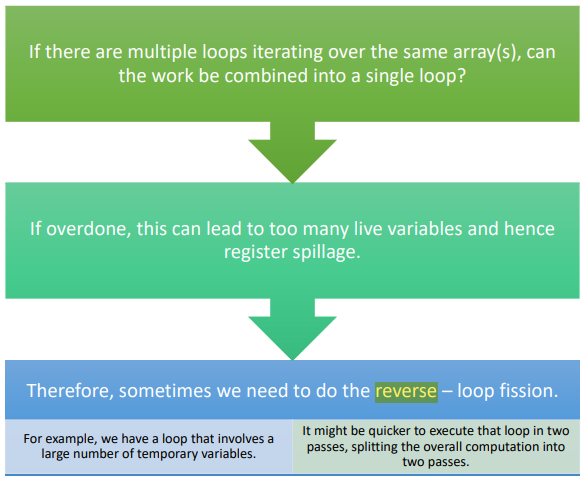 If there are multiple loops iterating over the same array(s), can
the work be combined into a single loop?
If overdone, this can lead to too many live variables and hence
register spillage.
Therefore, sometimes we need to do the reverse – loop fission.
For example, we have a loop that involves a
large number of temporary variables.
It might be quicker to execute that loop in two
passes, splitting the overall computation into
two passes.